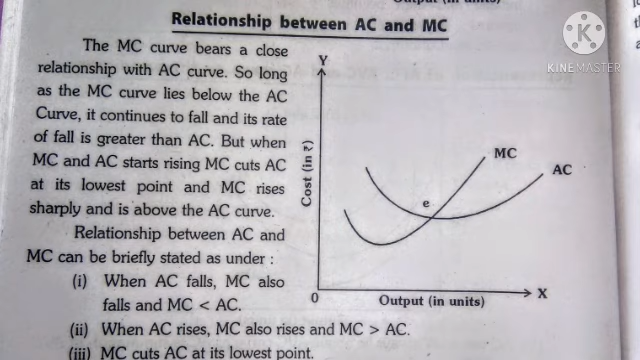 Output (in units)
Relationship between AC and MC
The MC curve bears a close
relationship with AC curve. So long
as the MC curve lies below the AC
Curve, it continues to fall and its rate
of fall is greater than AC. But when
MC and AC starts rising MC cuts AC
at its lowest point and MC rises
sharply and is above the AC curve.
Relationship between AC and
MC can be briefly stated as under :
(i) When AC falls, MC also
falls and MC < AC.
(ii) When AC rises, MC also rises and MC > AC.
(iii) MC cuts AC at its lowest point.
Y
Cost (in ₹)
MC
AC
e
0
X
Output (in units)
KINEMASTER